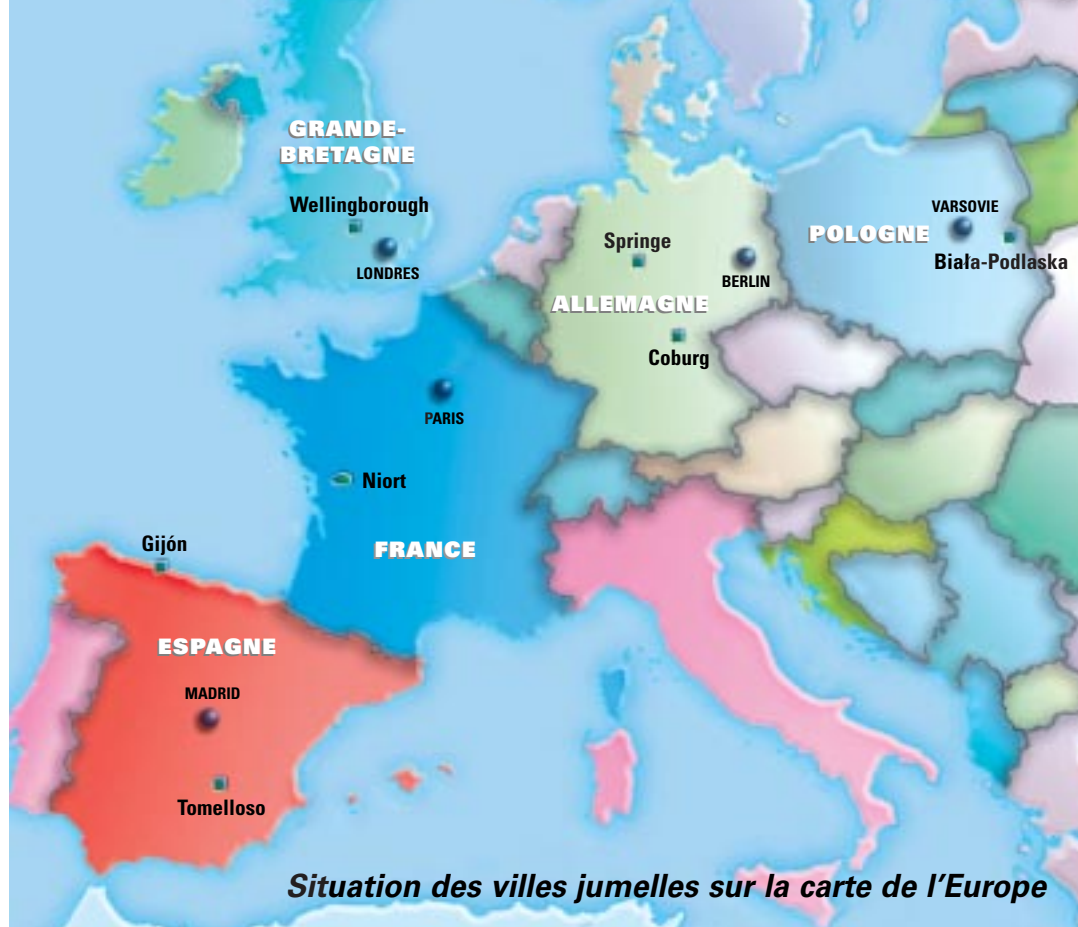 GRANDE-
BRETAGNE
Wellingborough
LONDRES
Springe
BERLIN
ALLEMAGNE
Coburg
POLOGNE
VARSOVIE
Biała-Podlaska
PARIS
Niort
FRANCE
Gijón
ESPAGNE
MADRID
Tomelloso
Situation des villes jumelles sur la carte de l'Europe